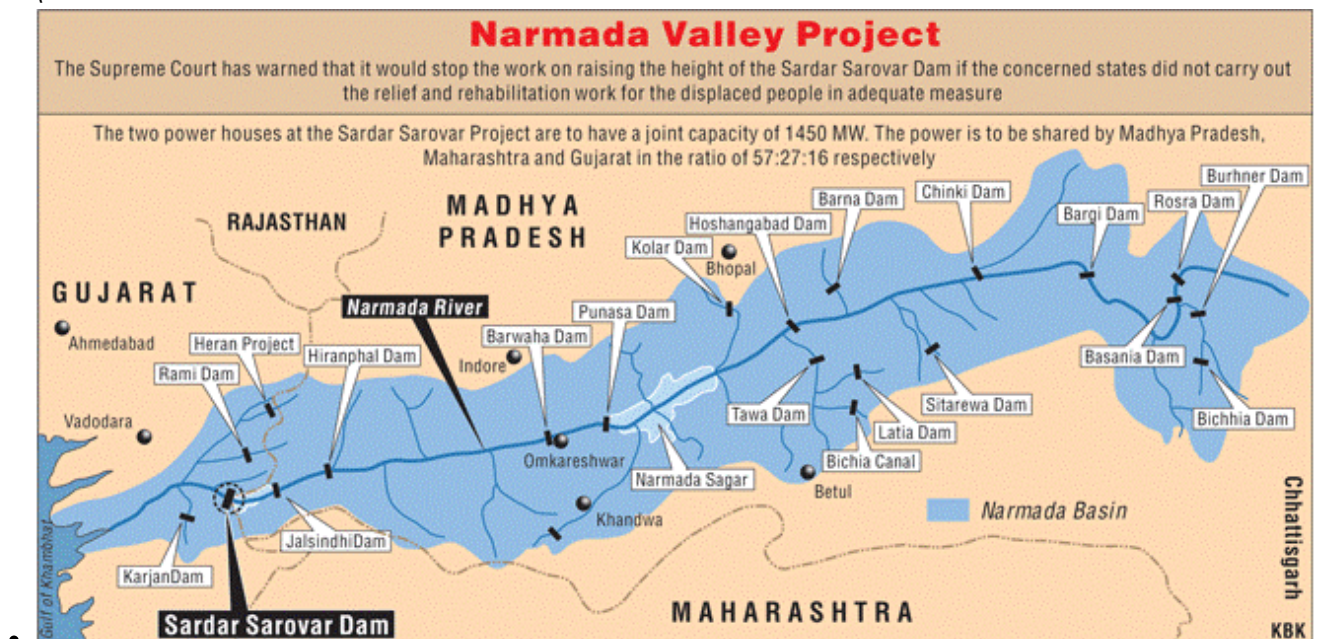 Narmada Valley Project
The Supreme Court has warned that it would stop the work on raising the height of the Sardar Sarovar Dam if the concerned states did not carry out
the relief and rehabilitation work for the displaced people in adequate measure
The two power houses at the Sardar Sarovar Project are to have a joint capacity of 1450 MW. The power is to be shared by Madhya Pradesh,
Maharashtra and Gujarat in the ratio of 57:27:16 respectively
Burhner Dam
Rosra Dam
Chinki Dam
Barna Dam
Bargi Dam
MADHYA
PRADESH
RAJASTHAN
Hoshangabad Dam
Kolar Dam
Bhopal
GUJARAT
Narmada River
Punasa Dam
Ahmedabad
Heran Project
Hiranphal Dam
Barwaha Dam
Indore
Basania Dam
Rami Dam
Vadodara
Tawa Dam
Sitarewa Dam
Bichhia Dam
Latia Dam
Omkareshwar
Bichia Canal
Narmada Sagar
Betul
Khandwa
Narmada Basin
JalsindhiDam
KarjanDam
Gulf of Khambhat
Chhattisgarh
MAHARASHTRA
Sardar Sarovar Dam
KBK